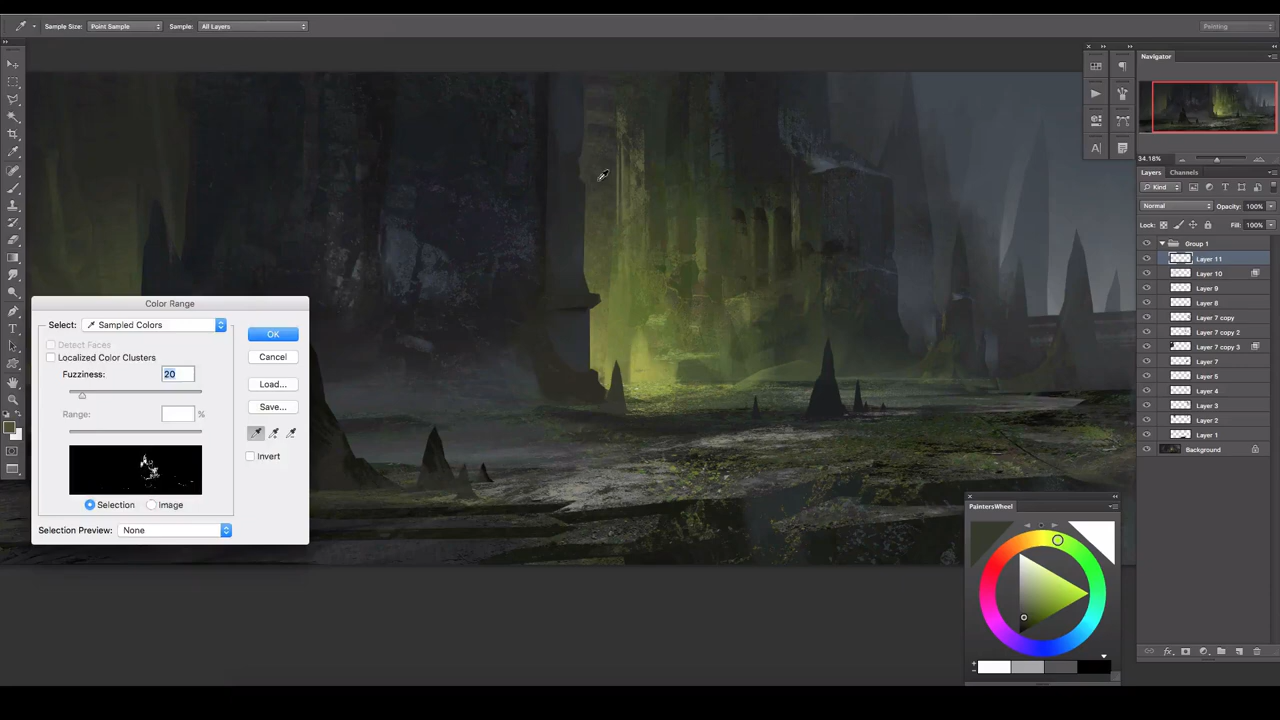 Sample Size: Point Sample Sample: All Layers Painting
Navigator
34.18%
Layers Channels
Kind
Normal Opacity: 100%
Lock: Fill: 100%
Group 1
Layer 11
Layer 10
Layer 9
Layer 8
Layer 7 copy
Layer 7 copy 2
Layer 7 copy 3
Layer 7
Layer 5
Layer 4
Layer 3
Layer 2
Layer 1
Background
Color Range
Select: Sampled Colors
OK
Detect Faces
Localized Color Clusters
Cancel
Fuzziness: 20
Load...
Save...
Range: %
Invert
Selection Image
Selection Preview: None
PaintersWheel